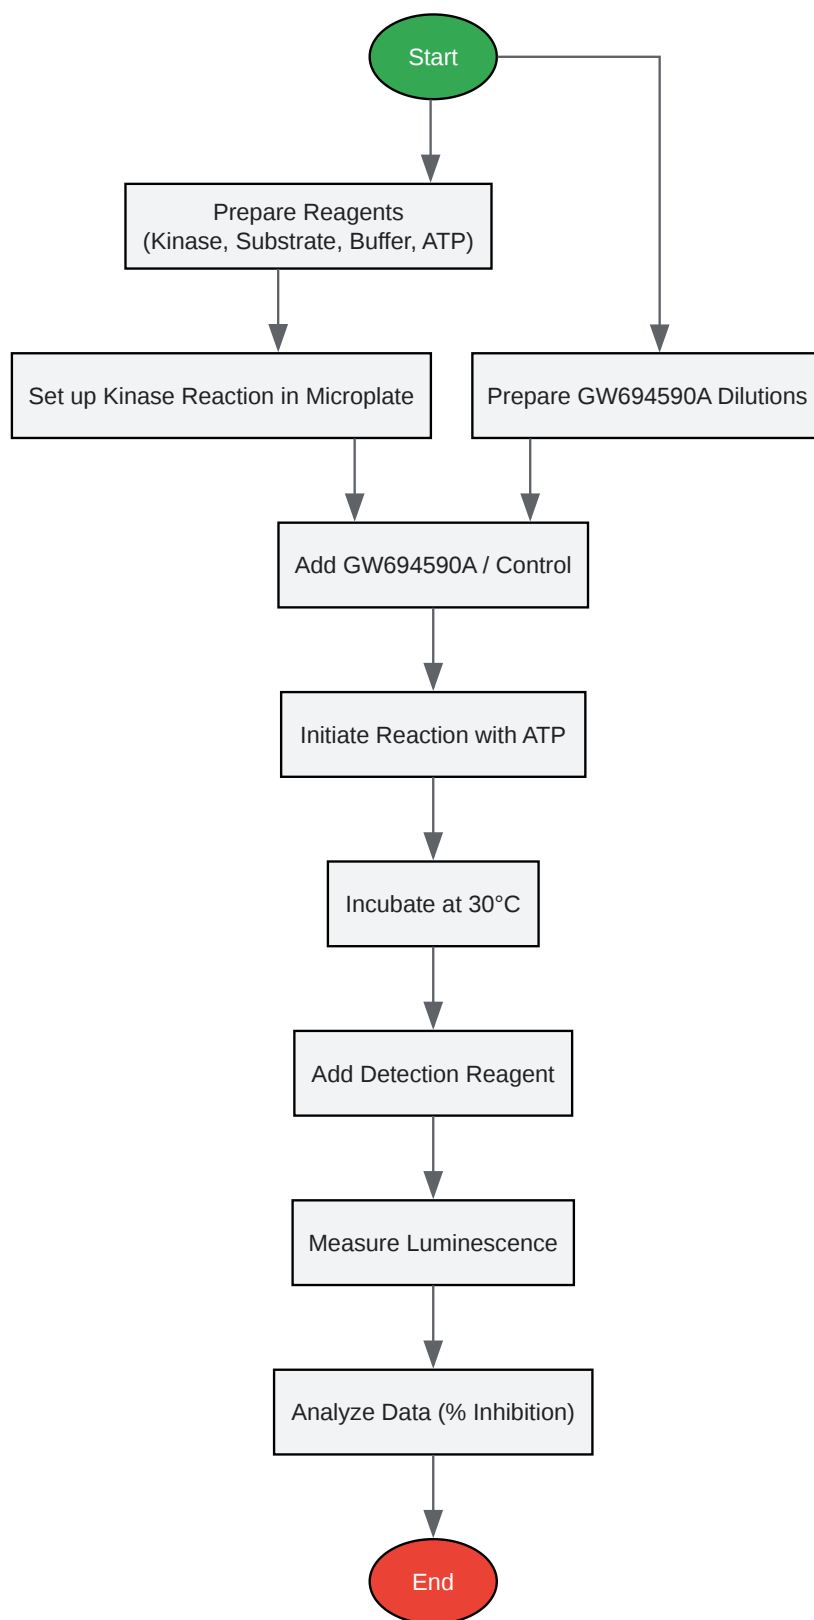 Start
Prepare Reagents
(Kinase, Substrate, Buffer, ATP)
Set up Kinase Reaction in Microplate
Prepare GW694590A Dilutions
Add GW694590A / Control
Initiate Reaction with ATP
Incubate at 30°C
Add Detection Reagent
Measure Luminescence
Analyze Data (% Inhibition)
End